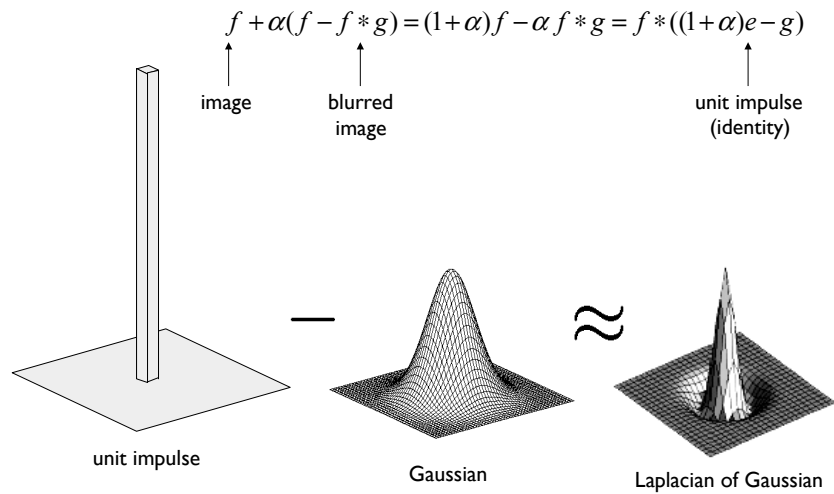 f + α(f − f * g) = (1+α) f − α f * g = f * ((1+α)e − g)
image
blurred
image
unit impulse
(identity)
−
≈
unit impulse
Gaussian
Laplacian of Gaussian